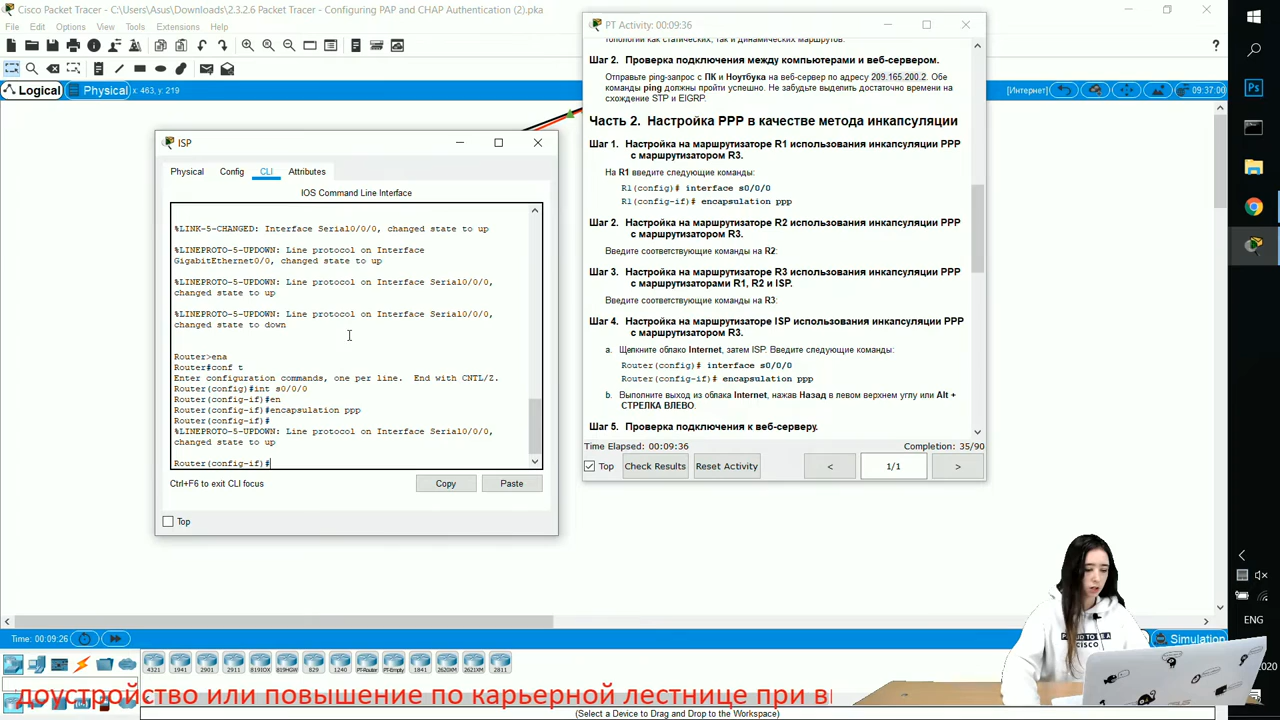 Cisco Packet Tracer - C:\Users\Asus\Downloads\2.3.2.6 Packet Tracer - Configuring PAP and CHAP Authentication (2).pka
File Edit Options View Tools Extensions Help
Logical Physical x: 463, y: 219
[Интернет] 09:37:00
ISP
Physical Config CLI Attributes
IOS Command Line Interface
%LINK-5-CHANGED: Interface Serial0/0/0, changed state to up
%LINEPROTO-5-UPDOWN: Line protocol on Interface
GigabitEthernet0/0, changed state to up
%LINEPROTO-5-UPDOWN: Line protocol on Interface Serial0/0/0,
changed state to up
%LINEPROTO-5-UPDOWN: Line protocol on Interface Serial0/0/0,
changed state to down
Router>ena
Router#conf t
Enter configuration commands, one per line. End with CNTL/Z.
Router(config)#int s0/0/0
Router(config-if)#en
Router(config-if)#encapsulation ppp
Router(config-if)#
%LINEPROTO-5-UPDOWN: Line protocol on Interface Serial0/0/0,
changed state to up
Router(config-if)#
Ctrl+F6 to exit CLI focus
Copy Paste
Top
PT Activity: 00:09:36
топологии как статических, так и динамических маршрутов.
Шаг 2. Проверка подключения между компьютерами и веб-сервером.
Отправьте ping-запрос с ПК и Ноутбука на веб-сервер по адресу 209.165.200.2. Обе
команды ping должны пройти успешно. Не забудьте выделить достаточно времени на
схождение STP и EIGRP.
Часть 2. Настройка PPP в качестве метода инкапсуляции
Шаг 1. Настройка на маршрутизаторе R1 использования инкапсуляции PPP
с маршрутизатором R3.
На R1 введите следующие команды:
R1(config)# interface s0/0/0
R1(config-if)# encapsulation ppp
Шаг 2. Настройка на маршрутизаторе R2 использования инкапсуляции PPP
с маршрутизатором R3.
Введите соответствующие команды на R2:
Шаг 3. Настройка на маршрутизаторе R3 использования инкапсуляции PPP
с маршрутизаторами R1, R2 и ISP.
Введите соответствующие команды на R3:
Шаг 4. Настройка на маршрутизаторе ISP использования инкапсуляции PPP
с маршрутизатором R3.
a. Щелкните облако Internet, затем ISP. Введите следующие команды:
Router(config)# interface s0/0/0
Router(config-if)# encapsulation ppp
b. Выполните выход из облака Internet, нажав Назад в левом верхнем углу или Alt +
СТРЕЛКА ВЛЕВО.
Шаг 5. Проверка подключения к веб-серверу.
Time Elapsed: 00:09:36 Completion: 35/90
Top Check Results Reset Activity < 1/1 >
Time: 00:09:26
Simulation
4321 1941 2901 2911 819IOX 819HGW 829 1240 PT-Router PT-Empty 1841 2620XM 2621XM 2811
ENG
2020
доустройство или повышение по карьерной лестнице при в
(Select a Device to Drag and Drop to the Workspace)